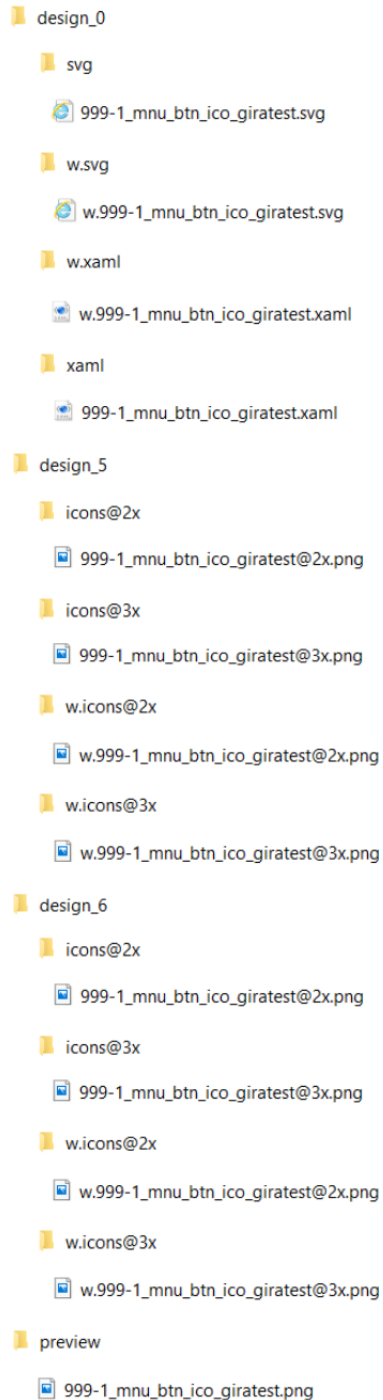 design_0
svg
999-1_mnu_btn_ico_giratest.svg
w.svg
w.999-1_mnu_btn_ico_giratest.svg
w.xaml
w.999-1_mnu_btn_ico_giratest.xaml
xaml
999-1_mnu_btn_ico_giratest.xaml
design_5
icons@2x
999-1_mnu_btn_ico_giratest@2x.png
icons@3x
999-1_mnu_btn_ico_giratest@3x.png
w.icons@2x
w.999-1_mnu_btn_ico_giratest@2x.png
w.icons@3x
w.999-1_mnu_btn_ico_giratest@3x.png
design_6
icons@2x
999-1_mnu_btn_ico_giratest@2x.png
icons@3x
999-1_mnu_btn_ico_giratest@3x.png
w.icons@2x
w.999-1_mnu_btn_ico_giratest@2x.png
w.icons@3x
w.999-1_mnu_btn_ico_giratest@3x.png
preview
999-1_mnu_btn_ico_giratest.png